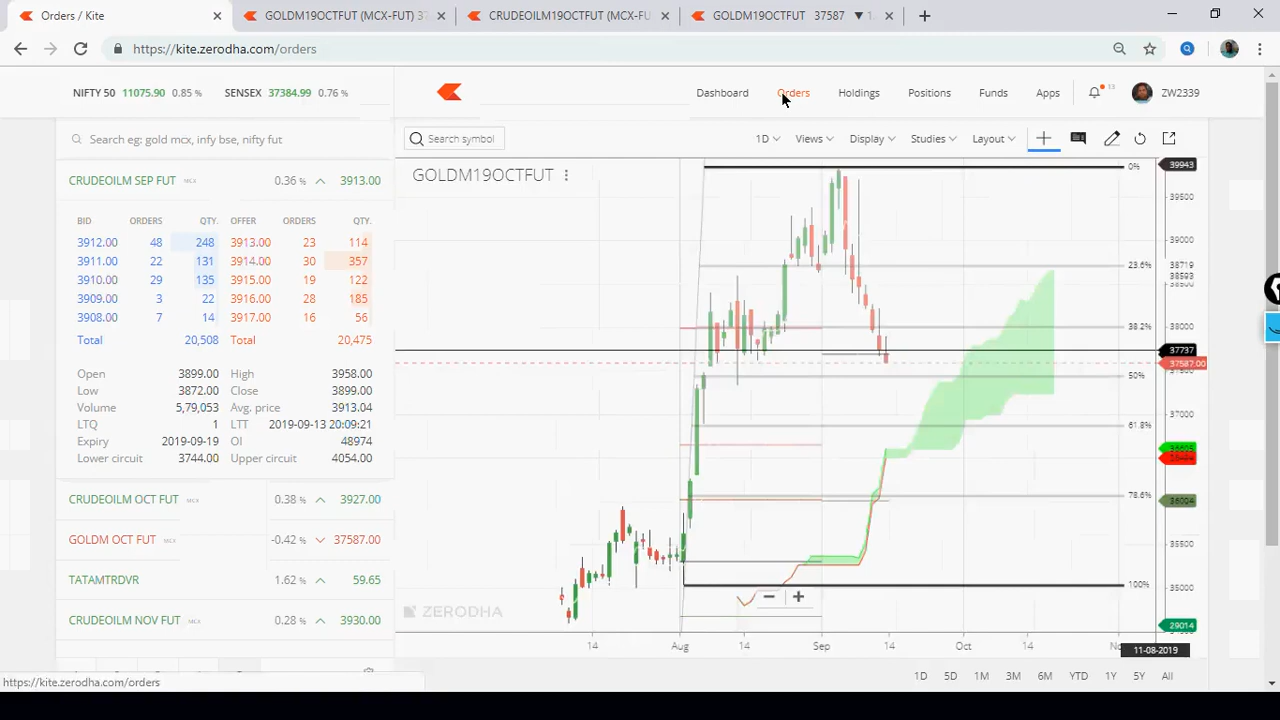 Orders / Kite
GOLDM19OCTFUT (MCX-FUT) 37
CRUDEOILM19OCTFUT (MCX-FU
GOLDM19OCTFUT 37587 ▼ 1
https://kite.zerodha.com/orders
NIFTY 50 11075.90 0.85 % SENSEX 37384.99 0.76 %
Dashboard Orders Holdings Positions Funds Apps 13 ZW2339
Search eg: gold mcx, infy bse, nifty fut
Search symbol 1D Views Display Studies Layout
CRUDEOILM SEP FUT MCX 0.36 % 3913.00
BID ORDERS QTY. OFFER ORDERS QTY.
3912.00 48 248 3913.00 23 114
3911.00 22 131 3914.00 30 357
3910.00 29 135 3915.00 19 122
3909.00 3 22 3916.00 28 185
3908.00 7 14 3917.00 16 56
Total 20,508 Total 20,475
Open 3899.00 High 3958.00
Low 3872.00 Close 3899.00
Volume 5,79,053 Avg. price 3913.04
LTQ 1 LTT 2019-09-13 20:09:21
Expiry 2019-09-19 OI 48974
Lower circuit 3744.00 Upper circuit 4054.00
CRUDEOILM OCT FUT MCX 0.38 % 3927.00
GOLDM OCT FUT MCX -0.42 % 37587.00
TATAMTRDVR 1.62 % 59.65
CRUDEOILM NOV FUT MCX 0.28 % 3930.00
GOLDM19OCTFUT
0% 39943
39500
39000
23.6% 38719
38593
38500
38.2% 38000
37737
37587.00
37500
50%
37000
61.8%
78.6% 36004
35500
100% 35000
29014
ZERODHA
14 Aug 14 Sep 14 Oct 14
11-08-2019
1D 5D 1M 3M 6M YTD 1Y 5Y All
https://kite.zerodha.com/orders